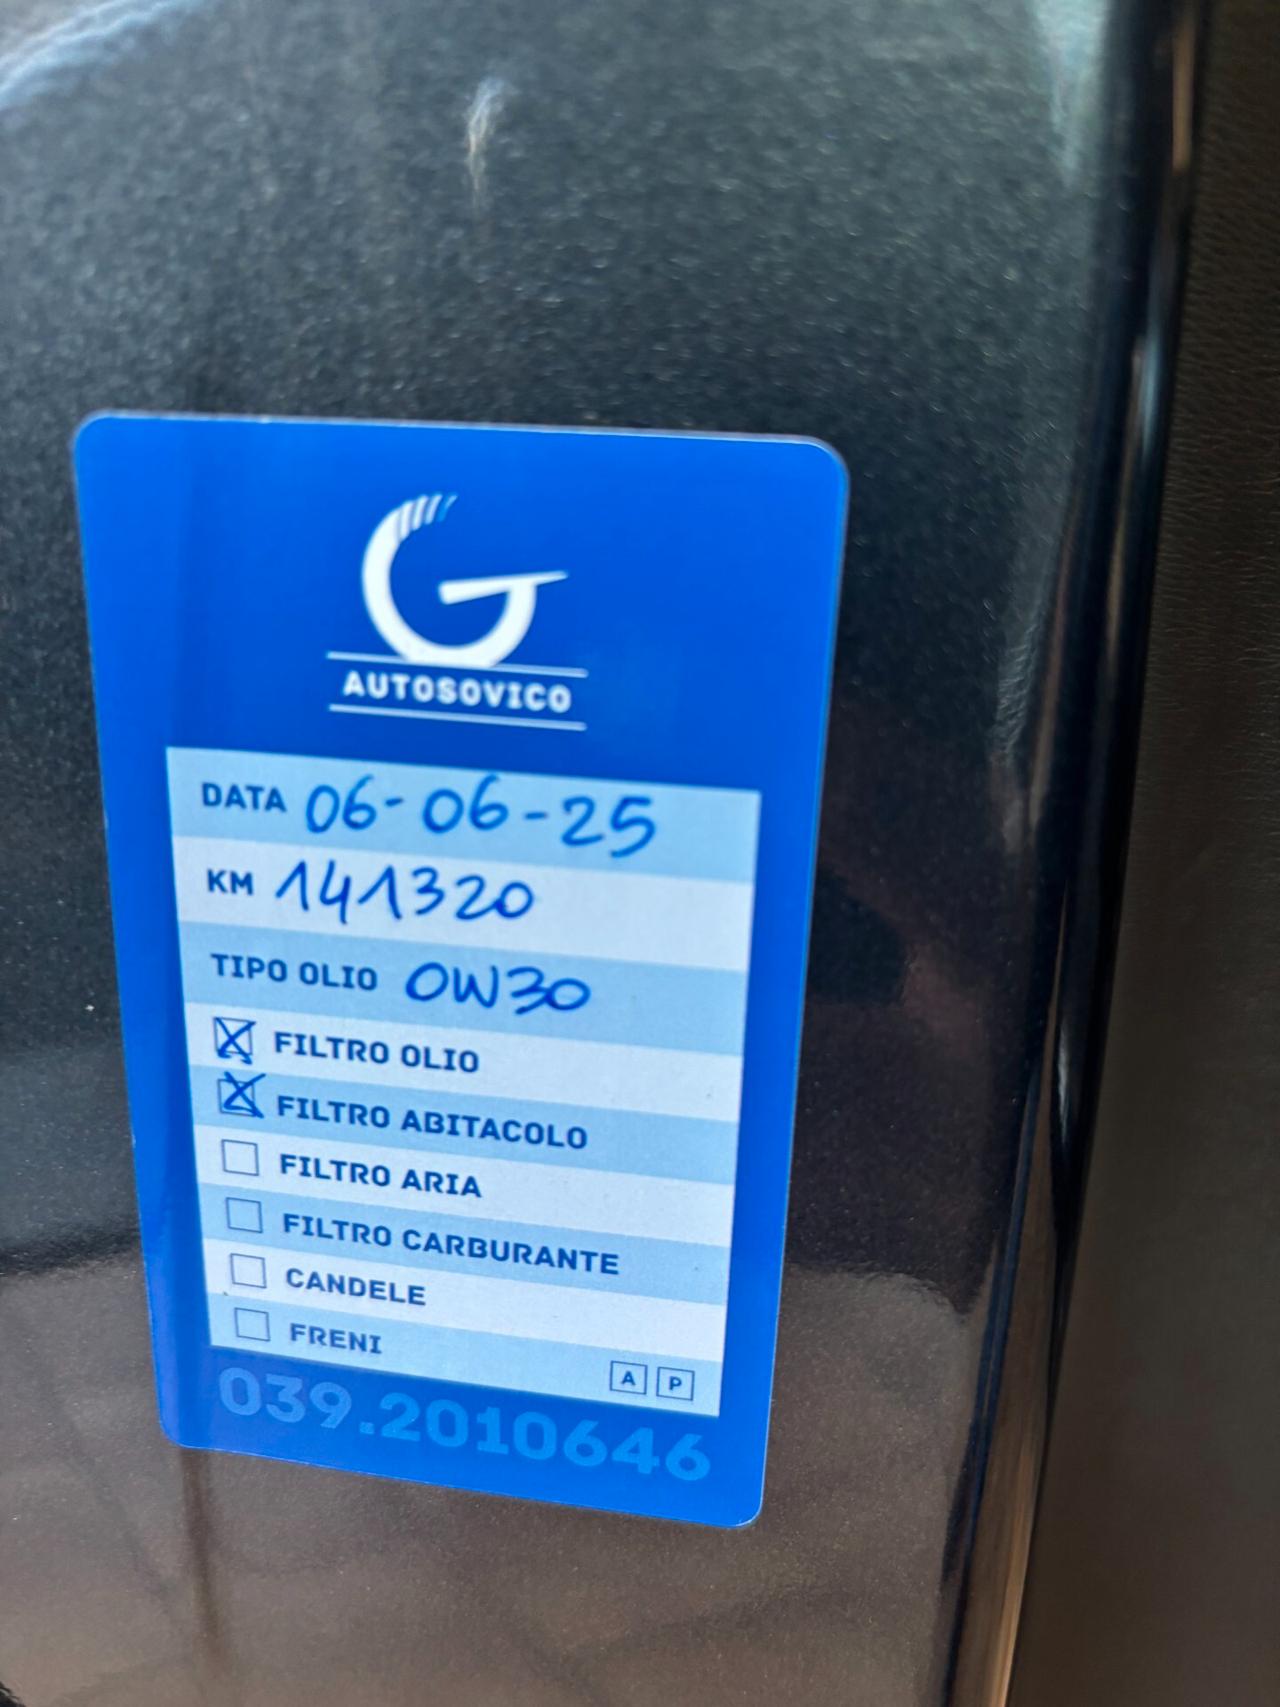 AUTOSOVICO
DATA 06-06-25
KM 141320
TIPO OLIO 0W30
FILTRO OLIO
FILTRO ABITACOLO
FILTRO ARIA
FILTRO CARBURANTE
CANDELE
FRENI A P
039.2010646